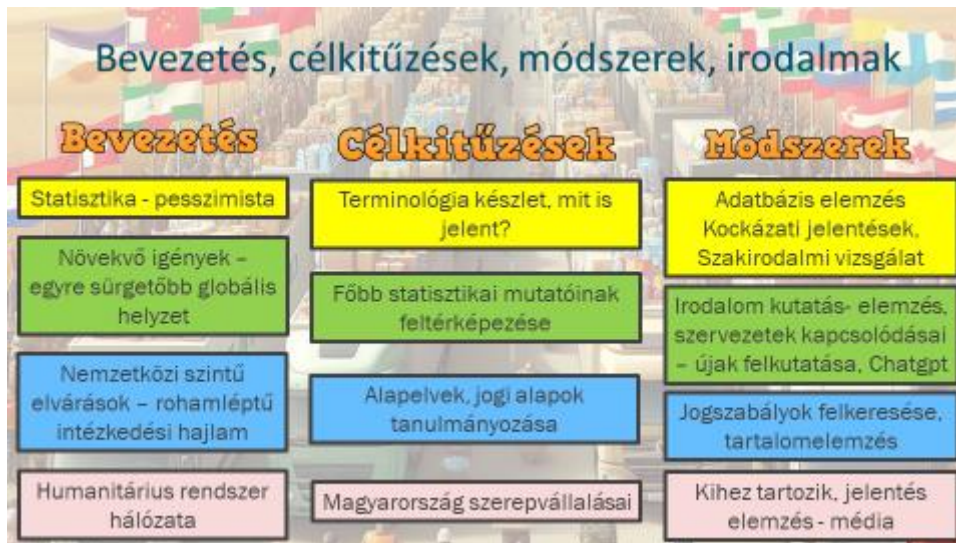 Bevezetés, célkitűzések, módszerek, irodalmak
Bevezetés
Statisztika - pesszimista
Növekvő igények –
egyre sürgetőbb globális
helyzet
Nemzetközi szintű
elvárások – rohamléptű
intézkedési hajlam
Humanitárius rendszer
hálózata
Célkitűzések
Terminológia készlet, mit is
jelent?
Főbb statisztikai mutatóinak
feltérképezése
Alapelvek, jogi alapok
tanulmányozása
Magyarország szerepvállalásai
Módszerek
Adatbázis elemzés
Kockázati jelentések,
Szakirodalmi vizsgálat
Irodalom kutatás- elemzés,
szervezetek kapcsolódásai
– újak felkutatása, Chatgpt
Jogszabályok felkeresése,
tartalomelemzés
Kihez tartozik, jelentés
elemzés - média